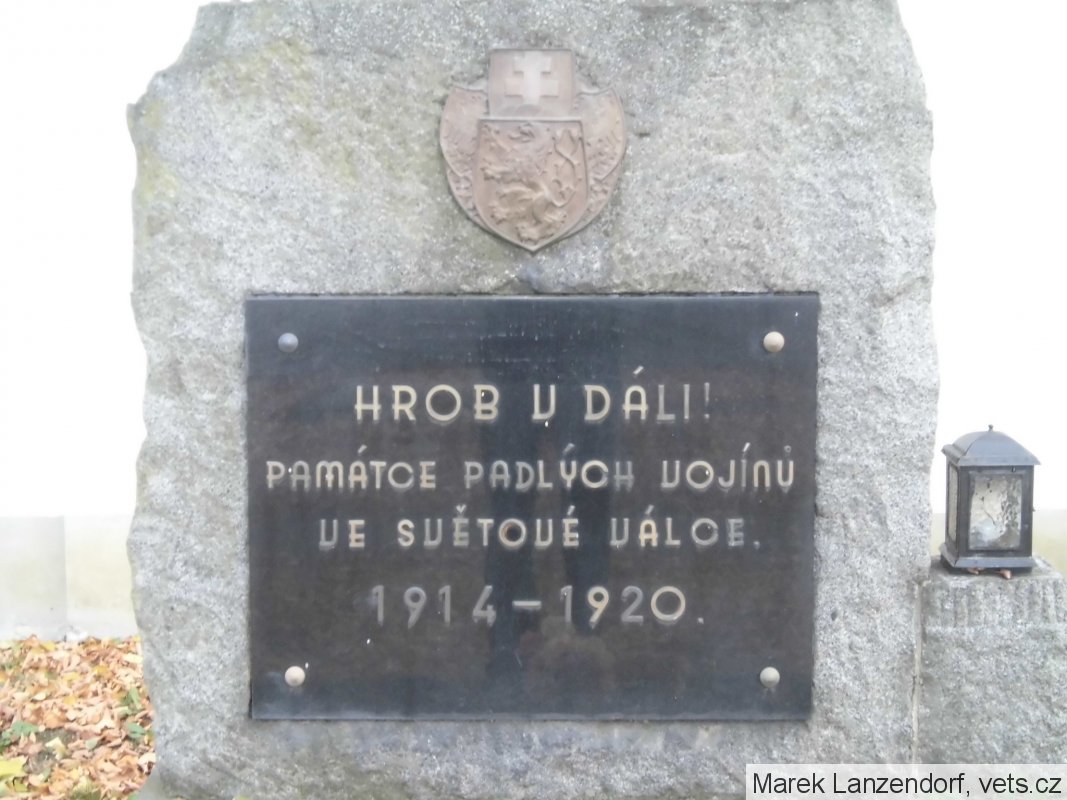 HROB V DÁLI!
PAMÁTCE PADLÝCH VOJÍNŮ
VE SVĚTOVÉ VÁLCE.
1914 – 1920.
Marek Lanzendorf, vets.cz